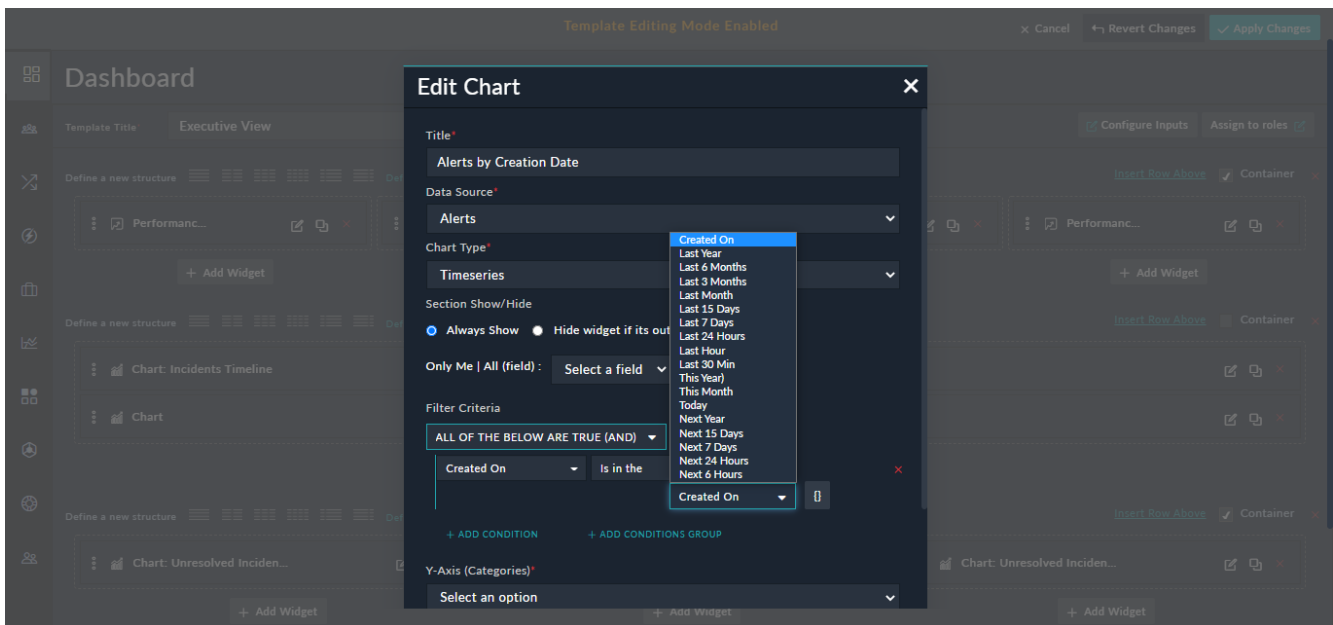 Template Editing Mode Enabled
× Cancel
Revert Changes
Apply Changes
Dashboard
Template Title
Executive View
Configure Inputs
Assign to roles
Edit Chart
Title*
Alerts by Creation Date
Data Source*
Alerts
Chart Type*
Timeseries
Section Show/Hide
Always Show
Hide widget if its out
Only Me | All (field) :
Select a field
Filter Criteria
ALL OF THE BELOW ARE TRUE (AND)
Created On
Is in the
Created On
Last Year
Last 6 Months
Last 3 Months
Last Month
Last 15 Days
Last 7 Days
Last 24 Hours
Last Hour
Last 30 Min
This Year)
This Month
Today
Next Year
Next 15 Days
Next 7 Days
Next 24 Hours
Next 6 Hours
Created On
{}
+ ADD CONDITION
+ ADD CONDITIONS GROUP
Y-Axis (Categories)*
Select an option
Define a new structure
Def
Insert Row Above
Container
Performanc...
Performanc...
+ Add Widget
+ Add Widget
Define a new structure
Def
Insert Row Above
Container
Chart: Incidents Timeline
Chart
Define a new structure
Def
Insert Row Above
Container
Chart: Unresolved Inciden...
Chart: Unresolved Inciden...
+ Add Widget
+ Add Widget
+ Add Widget